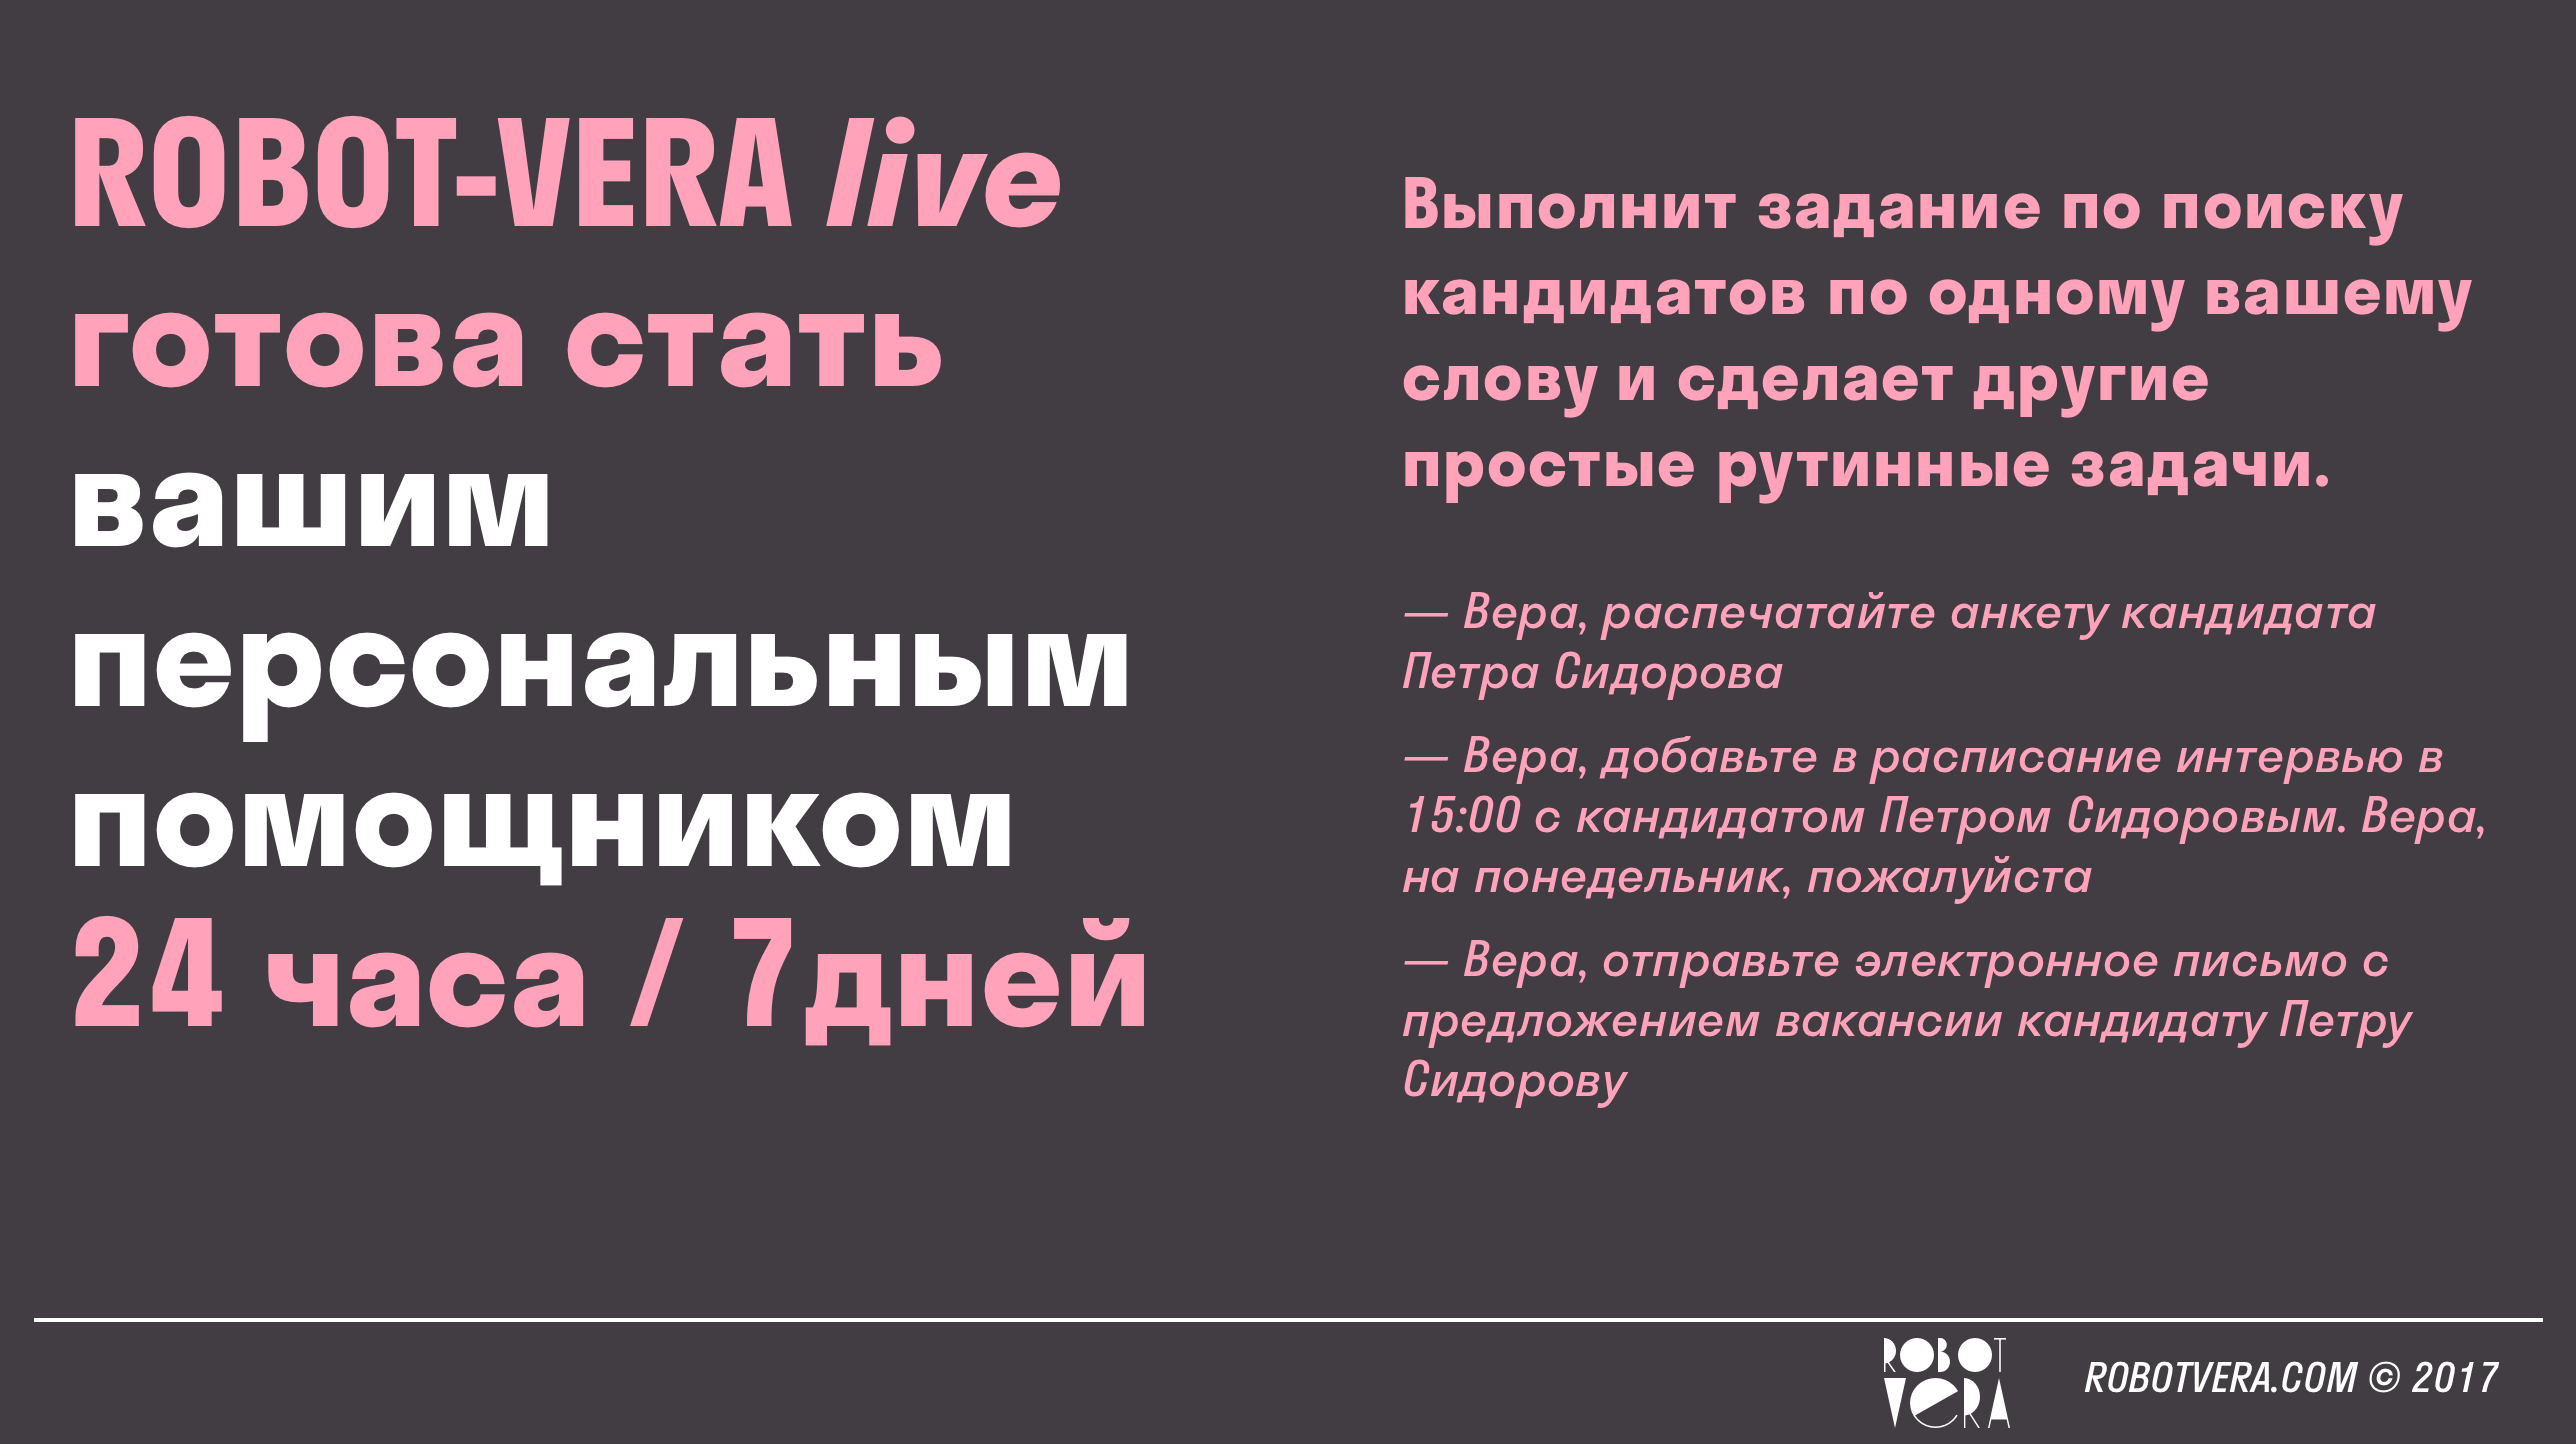 ROBOT-VERA live
готова стать
вашим
персональным
помощником
24 часа / 7дней
Выполнит задание по поиску
кандидатов по одному вашему
слову и сделает другие
простые рутинные задачи.
— Вера, распечатайте анкету кандидата
Петра Сидорова
— Вера, добавьте в расписание интервью в
15:00 с кандидатом Петром Сидоровым. Вера,
на понедельник, пожалуйста
— Вера, отправьте электронное письмо с
предложением вакансии кандидату Петру
Сидорову
ROBOT
VERA
ROBOTVERA.COM © 2017